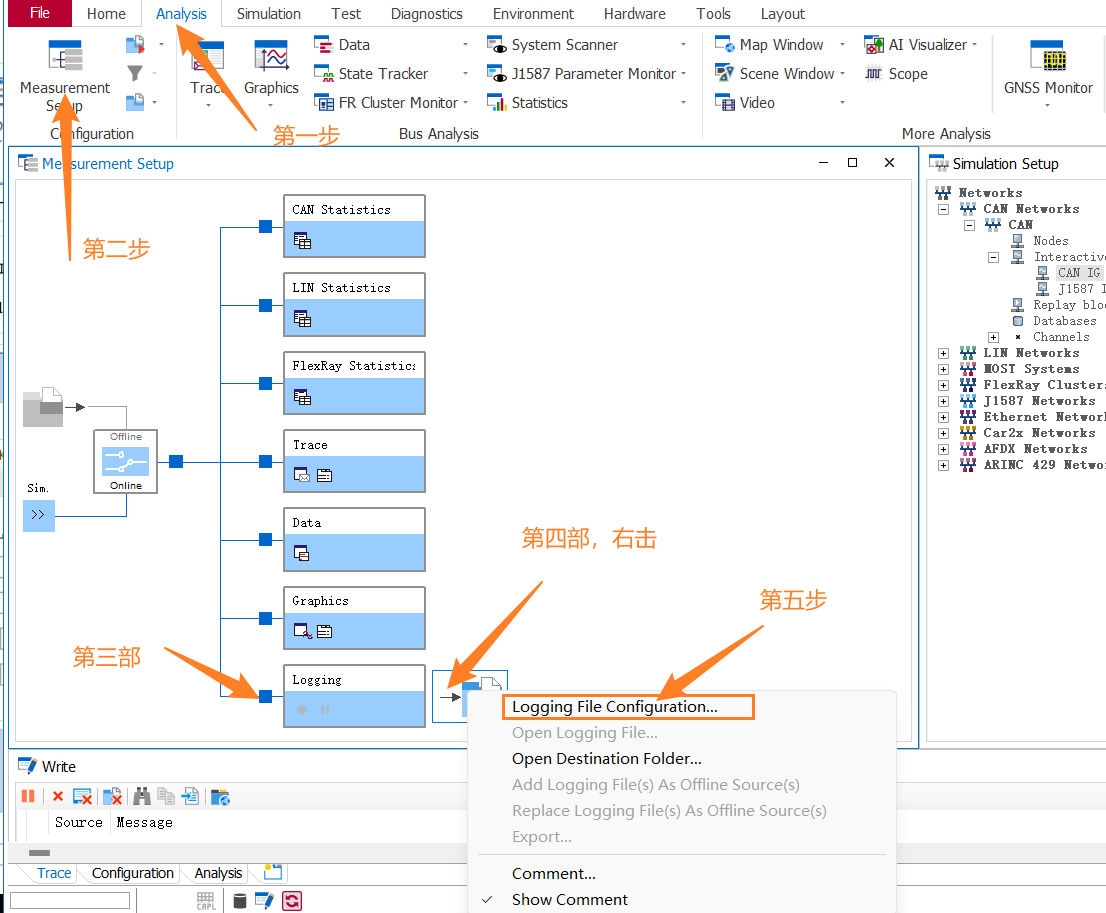 File Home Analysis Simulation Test Diagnostics Environment Hardware Tools Layout
Measurement Setup
Trace
Graphics
Data
State Tracker
FR Cluster Monitor
System Scanner
J1587 Parameter Monitor
Statistics
Map Window
Scene Window
Video
AI Visualizer
Scope
GNSS Monitor
Configuration
Bus Analysis
More Analysis
第一步
第二步
Measurement Setup
CAN Statistics
LIN Statistics
FlexRay Statistics
Trace
Data
Graphics
Logging
Offline
Online
Sim.
>>
第三部
第四部，右击
第五步
Logging File Configuration...
Open Logging File...
Open Destination Folder...
Add Logging File(s) As Offline Source(s)
Replace Logging File(s) As Offline Source(s)
Export...
Comment...
Show Comment
Simulation Setup
Networks
CAN Networks
CAN
Nodes
Interactive
CAN IG
J1587 I
Replay bloc
Databases
Channels
LIN Networks
MOST Systems
FlexRay Clusters
J1587 Networks
Ethernet Network
Car2x Networks
AFDX Networks
ARINC 429 Networ
Write
Source Message
Trace Configuration Analysis
CAPL